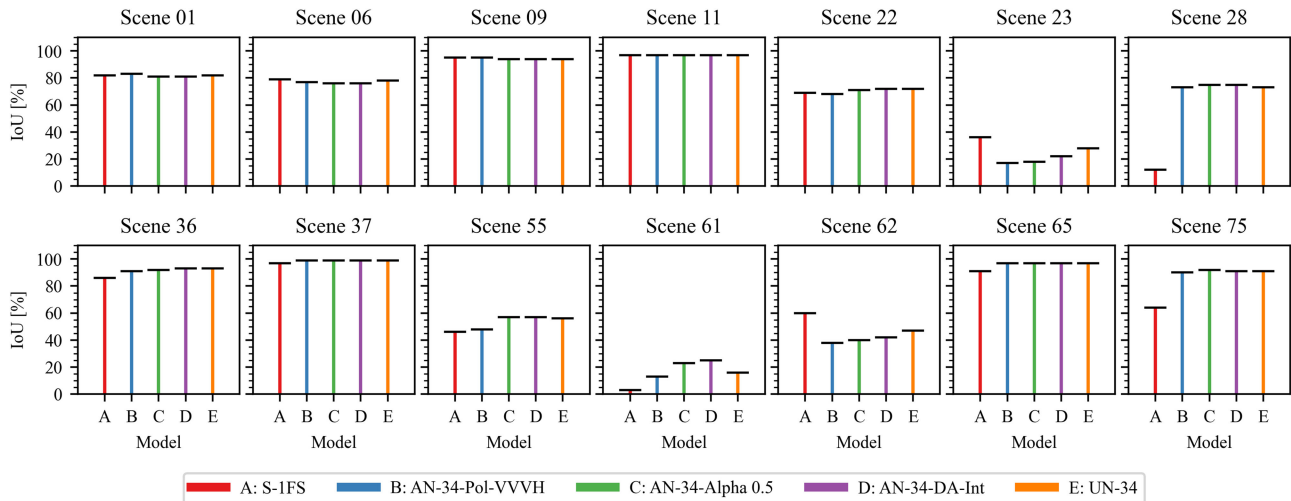 Scene 01 Scene 06 Scene 09 Scene 11 Scene 22 Scene 23 Scene 28
100
80
60
40
20
0
IoU [%]
Scene 36 Scene 37 Scene 55 Scene 61 Scene 62 Scene 65 Scene 75
100
80
60
40
20
0
IoU [%]
A B C D E A B C D E A B C D E A B C D E A B C D E A B C D E A B C D E
Model Model Model Model Model Model Model
A: S-1FS B: AN-34-Pol-VVVH C: AN-34-Alpha 0.5 D: AN-34-DA-Int E: UN-34